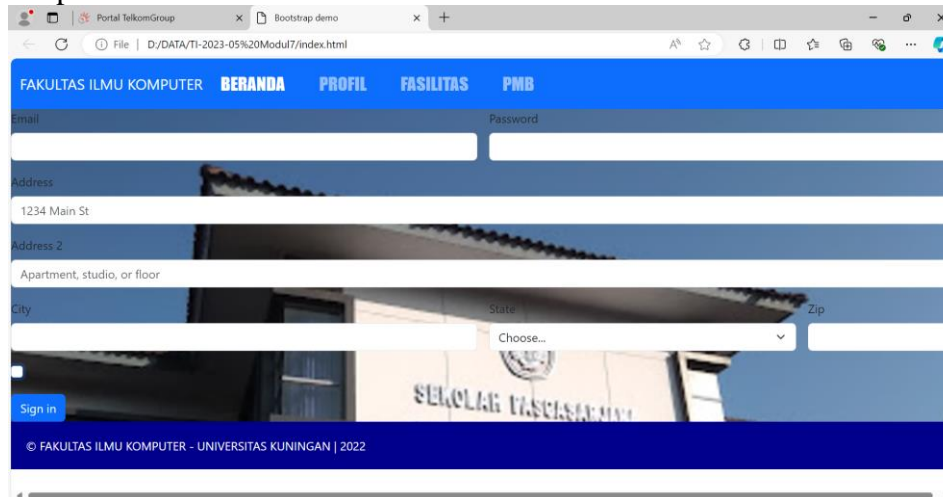 Portal TelkomGroup
Bootstrap demo
File | D:/DATA/TI-2023-05%20Modul7/index.html
FAKULTAS ILMU KOMPUTER BERANDA PROFIL FASILITAS PMB
Email Password
Address
1234 Main St
Address 2
Apartment, studio, or floor
City State Zip
Choose...
SEKOLAH PASCASARJANA
Sign in
© FAKULTAS ILMU KOMPUTER - UNIVERSITAS KUNINGAN | 2022